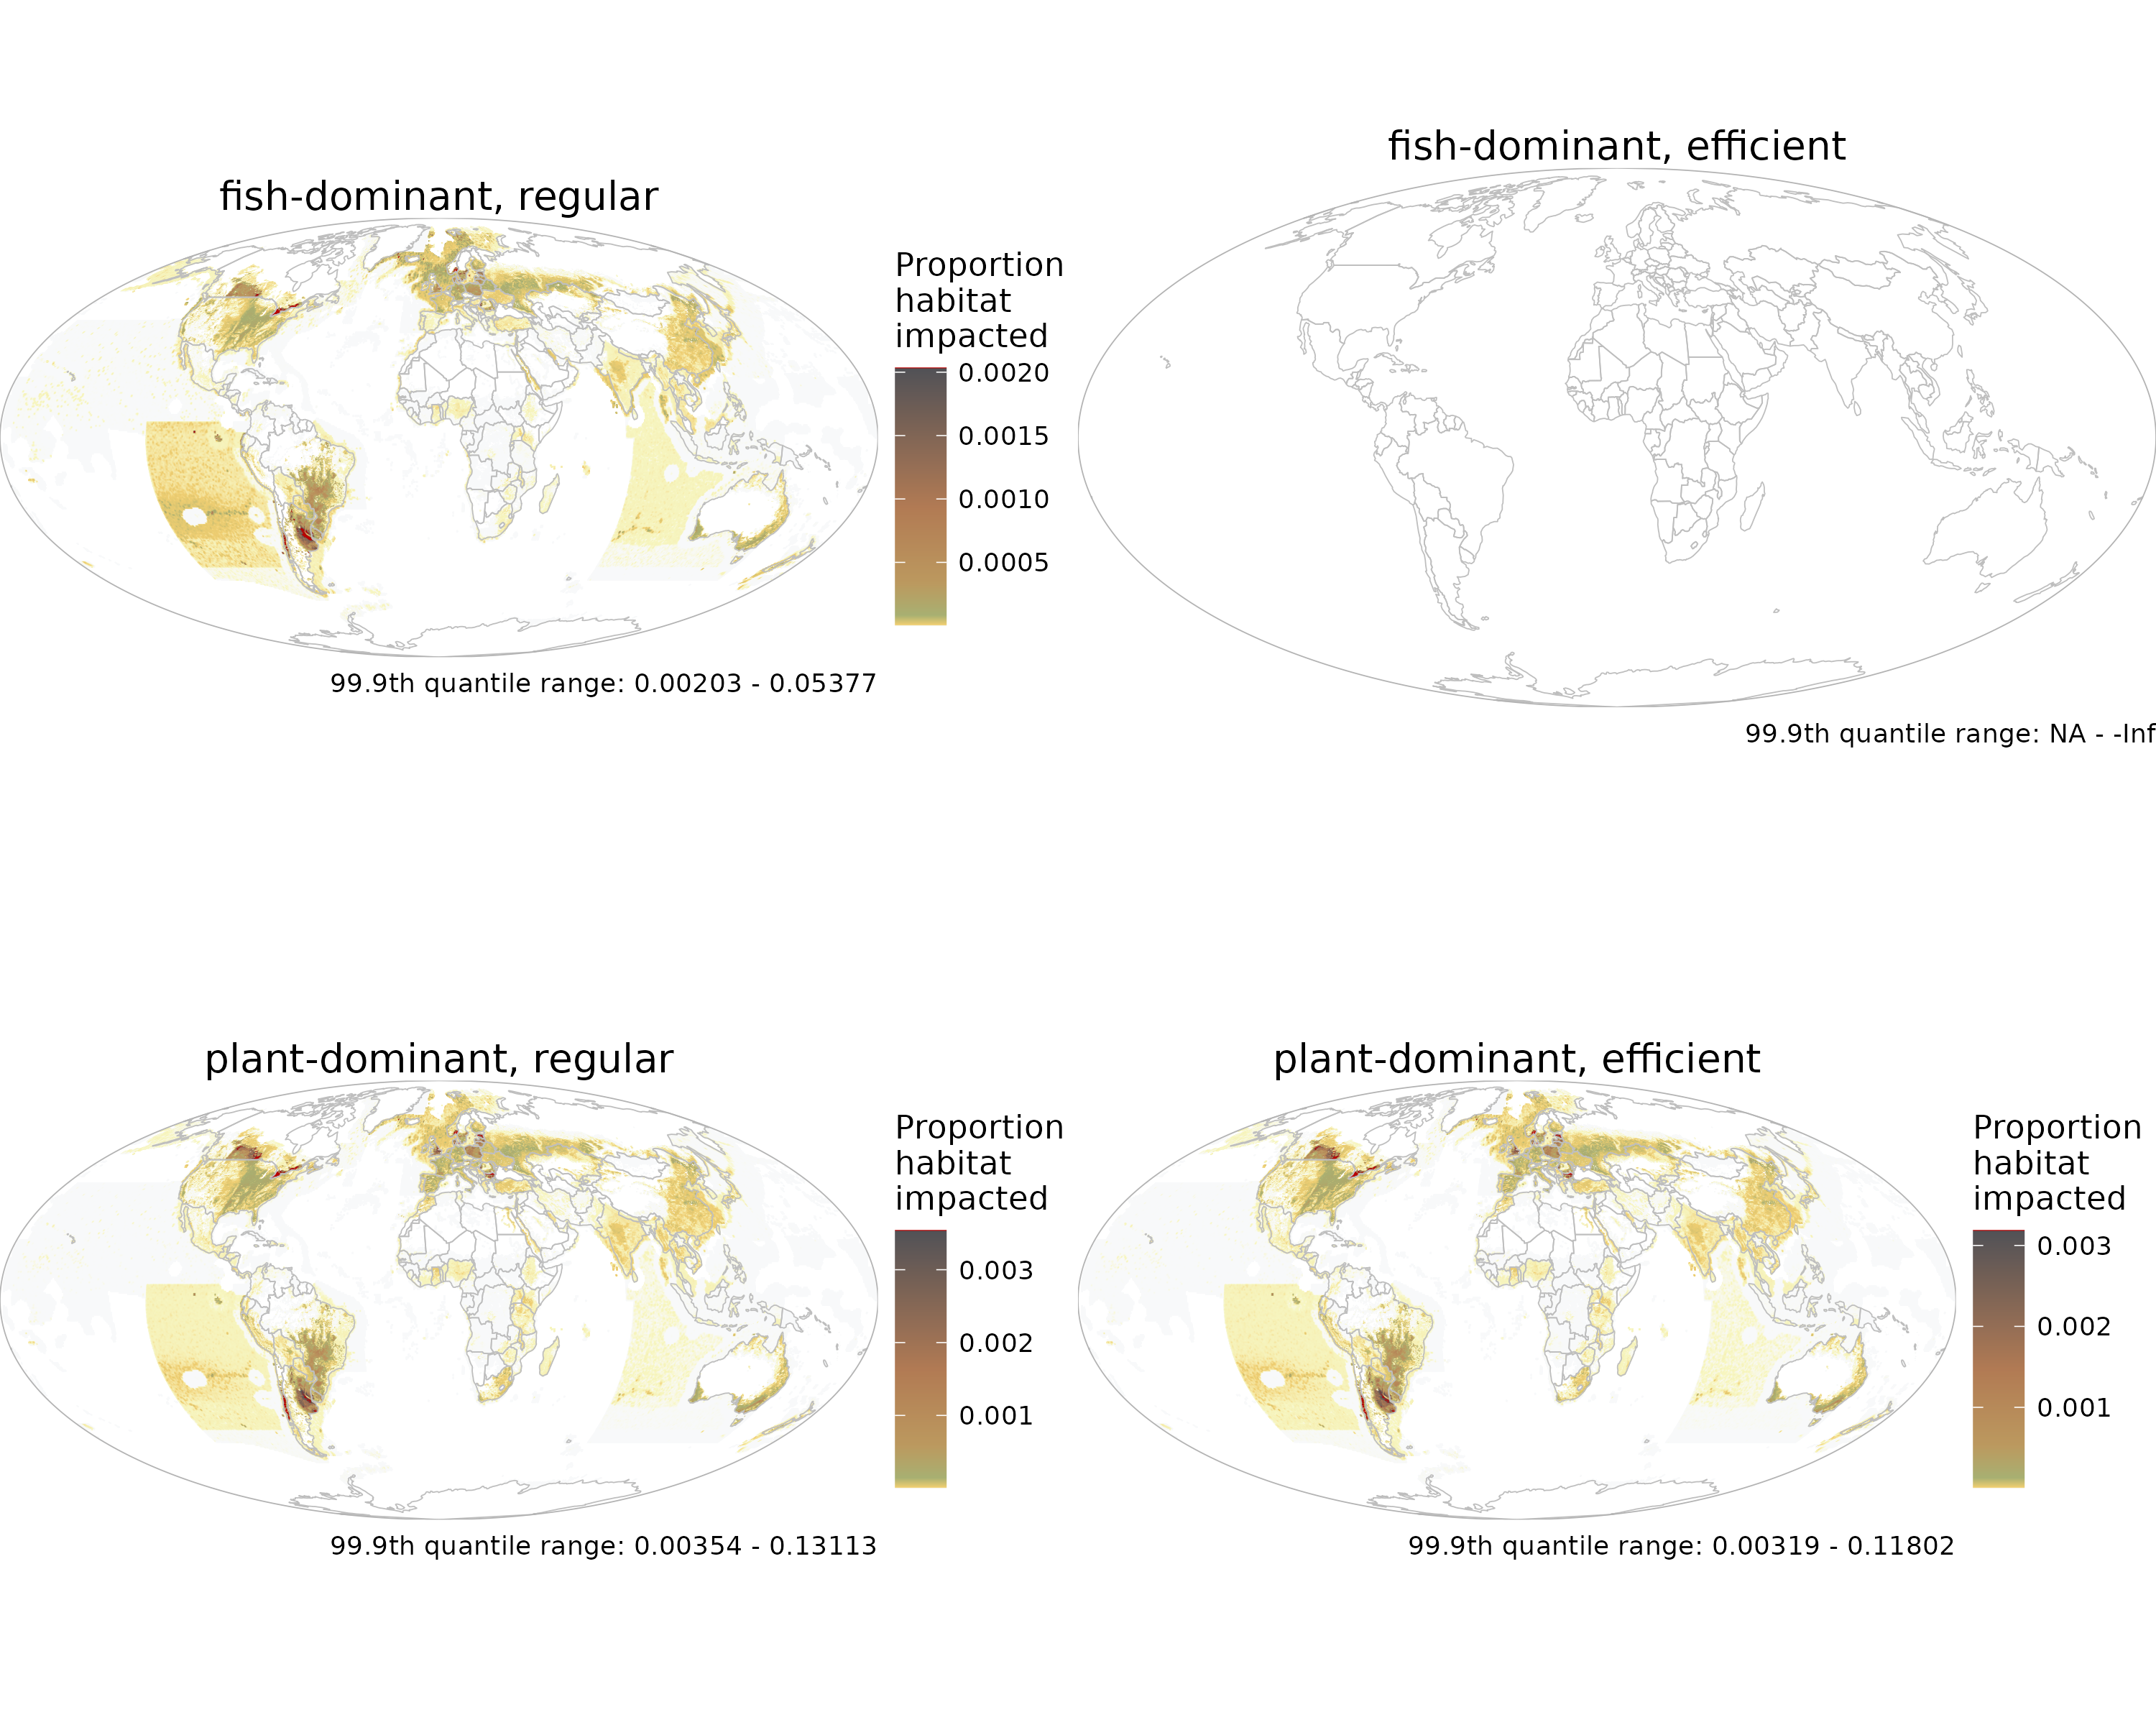 fish-dominant, regular
Proportion
habitat
impacted
0.0020
0.0015
0.0010
0.0005
99.9th quantile range: 0.00203 - 0.05377
fish-dominant, efficient
99.9th quantile range: NA - -Inf
plant-dominant, regular
Proportion
habitat
impacted
0.003
0.002
0.001
99.9th quantile range: 0.00354 - 0.13113
plant-dominant, efficient
Proportion
habitat
impacted
0.003
0.002
0.001
99.9th quantile range: 0.00319 - 0.11802